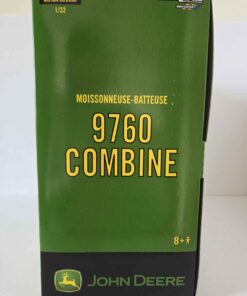 1/32
MOISSONNEUSE-BATTEUSE
9760
COMBINE
8+
JOHN DEERE